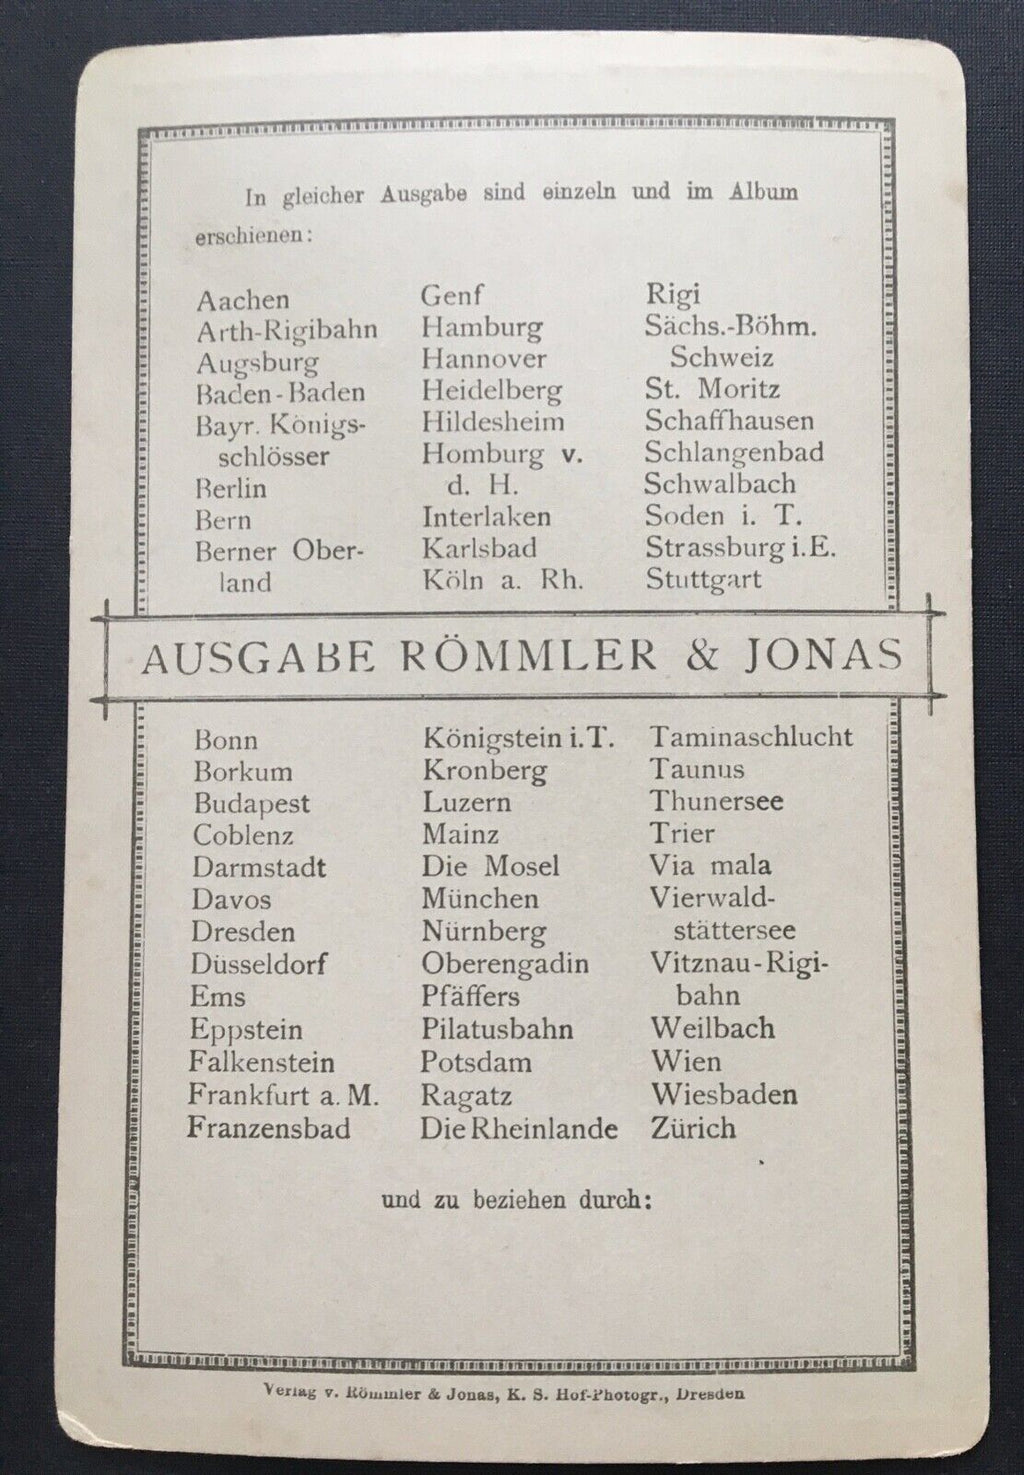 In gleicher Ausgabe sind einzeln und im Album
erschienen:
Aachen
Arth-Rigibahn
Augsburg
Baden-Baden
Bayr. Königs-
schlösser
Berlin
Bern
Berner Ober-
land
Genf
Hamburg
Hannover
Heidelberg
Hildesheim
Homburg v.
d. H.
Interlaken
Karlsbad
Köln a. Rh.
Rigi
Sächs.-Böhm.
Schweiz
St. Moritz
Schaffhausen
Schlangenbad
Schwalbach
Soden i. T.
Strassburg i.E.
Stuttgart
AUSGABE RÖMMLER & JONAS
Bonn
Borkum
Budapest
Coblenz
Darmstadt
Davos
Dresden
Düsseldorf
Ems
Eppstein
Falkenstein
Frankfurt a. M.
Franzensbad
Königstein i.T.
Kronberg
Luzern
Mainz
Die Mosel
München
Nürnberg
Oberengadin
Pfäffers
Pilatusbahn
Potsdam
Ragatz
Die Rheinlande
Taminaschlucht
Taunus
Thunersee
Trier
Via mala
Vierwald-
stättersee
Vitznau-Rigi-
bahn
Weilbach
Wien
Wiesbaden
Zürich
und zu beziehen durch:
Verlag v. Römmler & Jonas, K. S. Hof-Photogr., Dresden